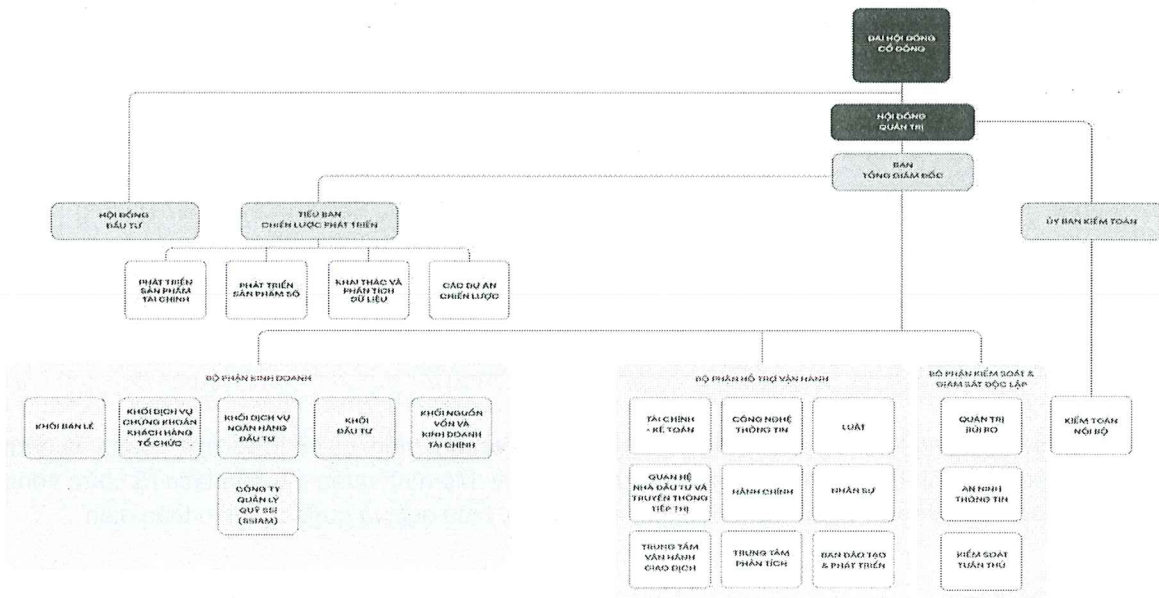 ĐẠI HỘI ĐỒNG
CỔ ĐÔNG
HỘI ĐỒNG
QUẢN TRỊ
BAN
TỔNG GIÁM ĐỐC
HỘI ĐỒNG
ĐẦU TƯ
TIỂU BAN
CHIẾN LƯỢC PHÁT TRIỂN
ỦY BAN KIỂM TOÁN
PHÁT TRIỂN
SẢN PHẨM
TÀI CHÍNH
PHÁT TRIỂN
SẢN PHẨM SỐ
KHAI THÁC VÀ
PHÂN TÍCH
DỮ LIỆU
CÁC DỰ ÁN
CHIẾN LƯỢC
BỘ PHẬN KINH DOANH
KHỐI BÁN LẺ
KHỐI DỊCH VỤ
CHỨNG KHOÁN
KHÁCH HÀNG
TỔ CHỨC
KHỐI DỊCH VỤ
NGÂN HÀNG
ĐẦU TƯ
KHỐI
ĐẦU TƯ
KHỐI NGUỒN
VỐN VÀ
KINH DOANH
TÀI CHÍNH
CÔNG TY
QUẢN LÝ
QUỸ SSI
(SSIAM)
BỘ PHẬN HỖ TRỢ VẬN HÀNH
TÀI CHÍNH
- KẾ TOÁN
CÔNG NGHỆ
THÔNG TIN
LUẬT
QUAN HỆ
NHÀ ĐẦU TƯ VÀ
TRUYỀN THÔNG
TIẾP THỊ
HÀNH CHÍNH
NHÂN SỰ
TRUNG TÂM
VẬN HÀNH
GIAO DỊCH
TRUNG TÂM
PHÂN TÍCH
BAN ĐÀO TẠO
& PHÁT TRIỂN
BỘ PHẬN KIỂM SOÁT &
GIÁM SÁT ĐỘC LẬP
QUẢN TRỊ
RỦI RO
AN NINH
THÔNG TIN
KIỂM SOÁT
TUÂN THỦ
KIỂM TOÁN
NỘI BỘ